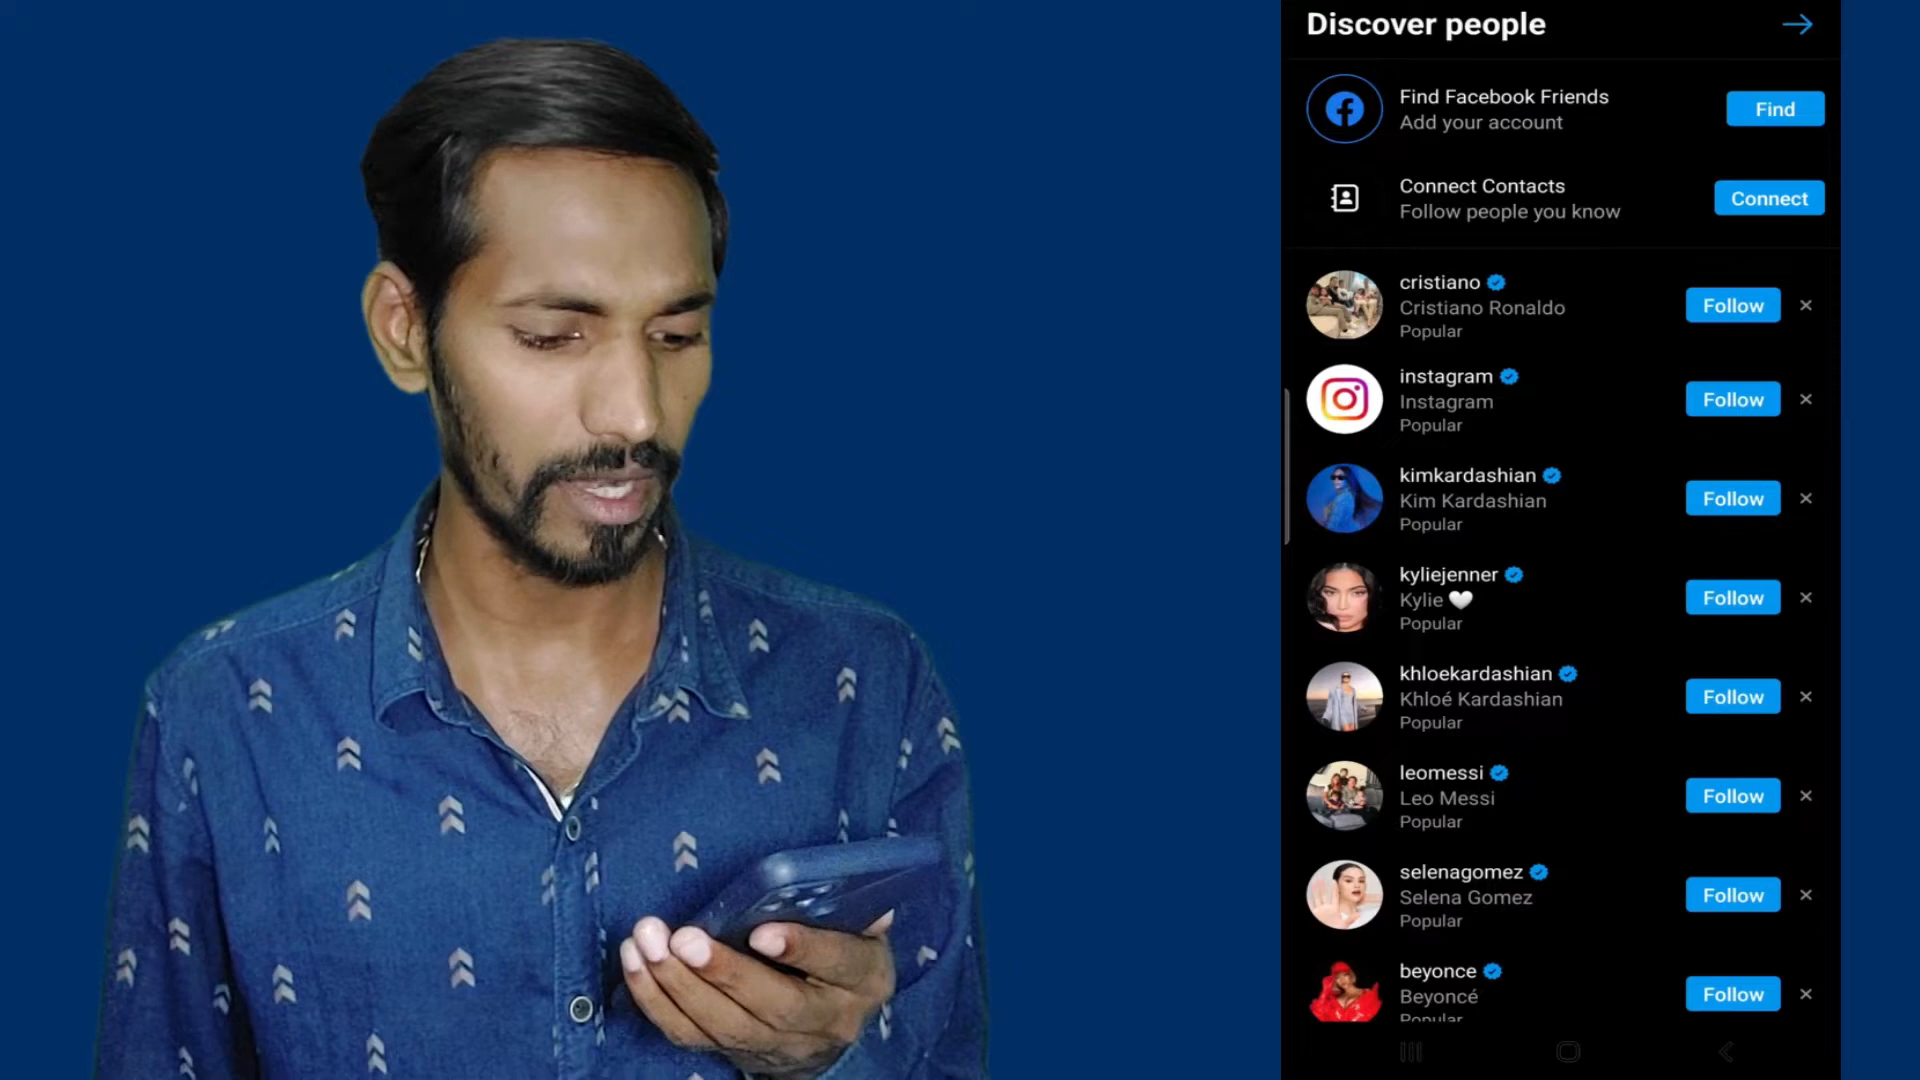 Discover people
Find Facebook Friends
Add your account
Find
Connect Contacts
Follow people you know
Connect
cristiano
Cristiano Ronaldo
Popular
Follow
instagram
Instagram
Popular
Follow
kimkardashian
Kim Kardashian
Popular
Follow
kyliejenner
Kylie 🤍
Popular
Follow
khloekardashian
Khloé Kardashian
Popular
Follow
leomessi
Leo Messi
Popular
Follow
selenagomez
Selena Gomez
Popular
Follow
beyonce
Beyoncé
Popular
Follow